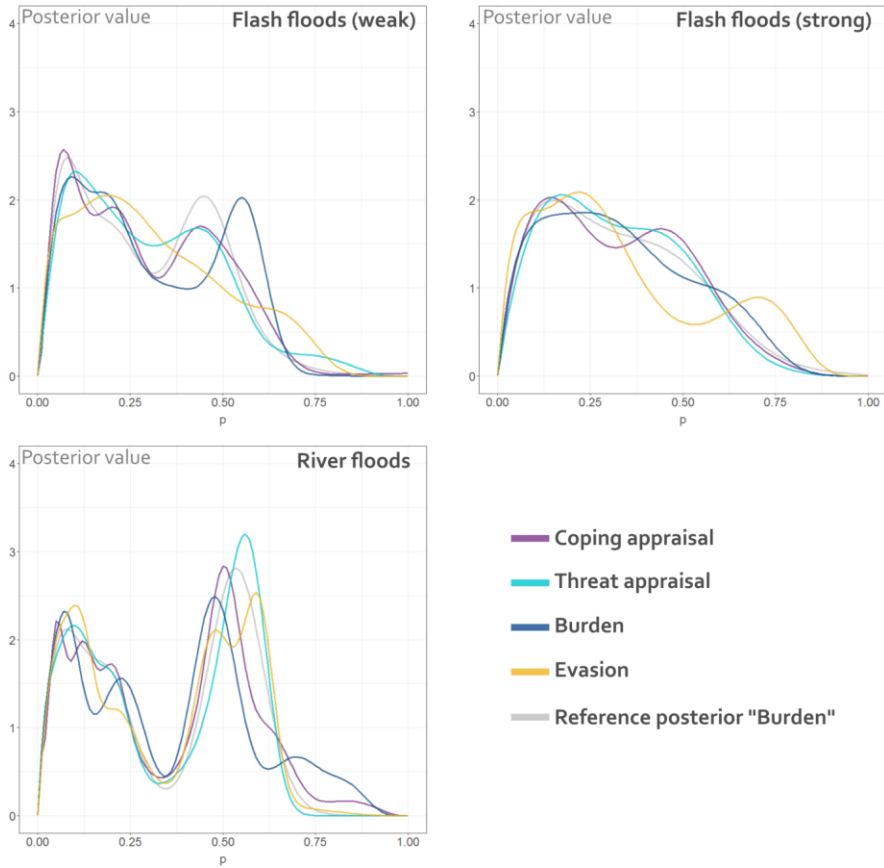 Posterior value
Flash floods (weak)
4
3
2
1
0
0.00 0.25 0.50 0.75 1.00
p
Posterior value
Flash floods (strong)
4
3
2
1
0
0.00 0.25 0.50 0.75 1.00
p
Posterior value
River floods
4
3
2
1
0
0.00 0.25 0.50 0.75 1.00
p
Coping appraisal
Threat appraisal
Burden
Evasion
Reference posterior "Burden"